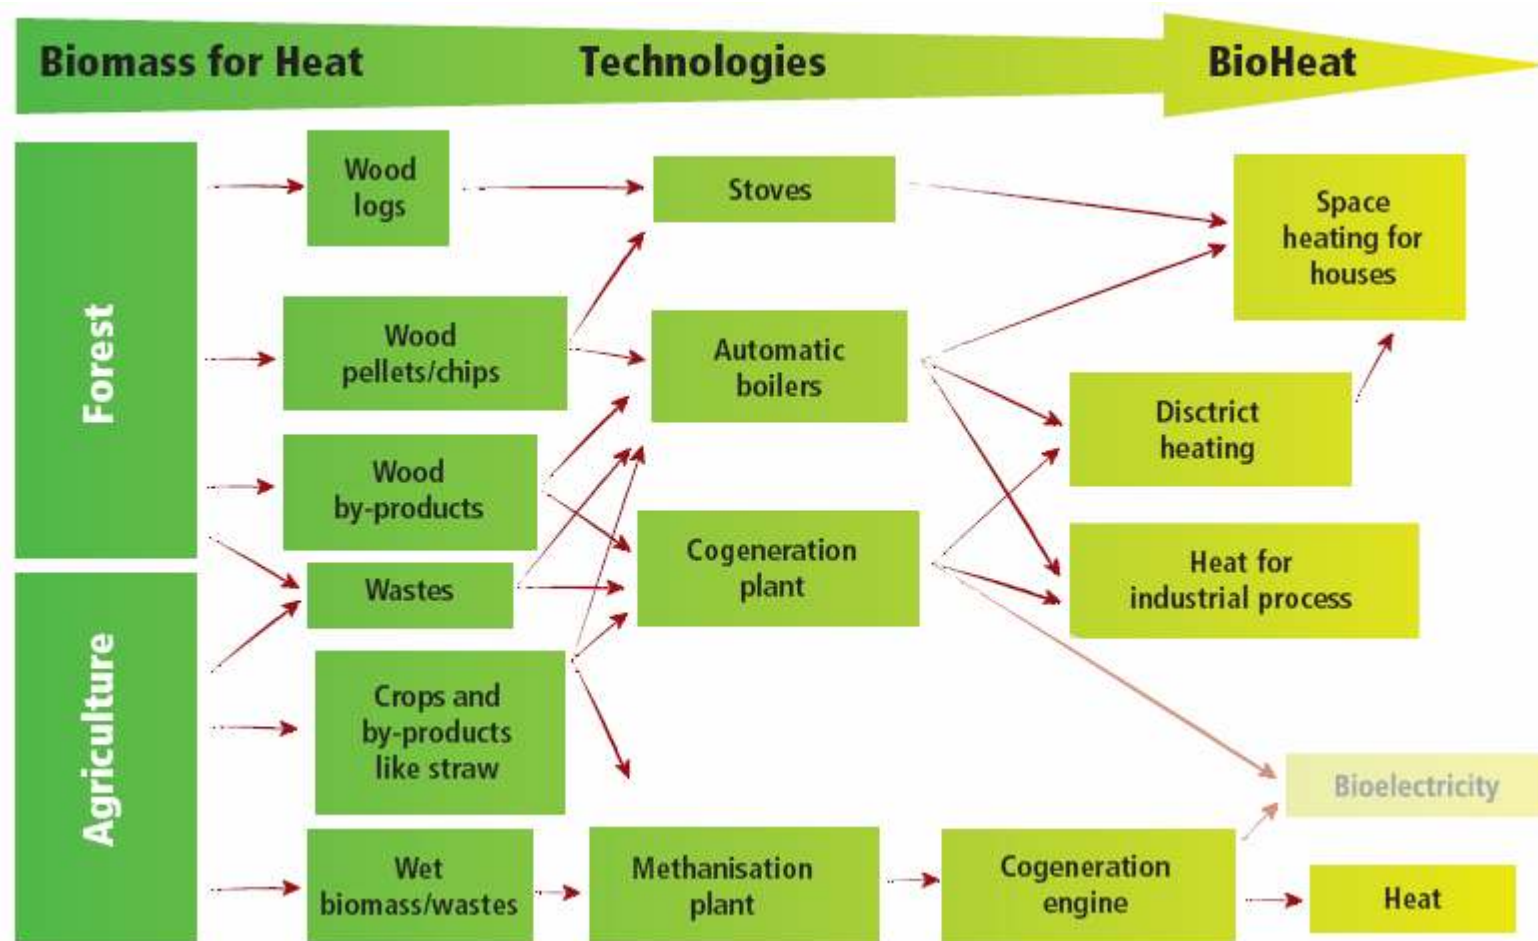 Biomass for Heat
Technologies
BioHeat
Forest
Wood
logs
Stoves
Space
heating for
houses
Wood
pellets/chips
Automatic
boilers
Disctrict
heating
Wood
by-products
Cogeneration
plant
Heat for
industrial process
Wastes
Agriculture
Crops and
by-products
like straw
Bioelectricity
Wet
biomass/wastes
Methanisation
plant
Cogeneration
engine
Heat